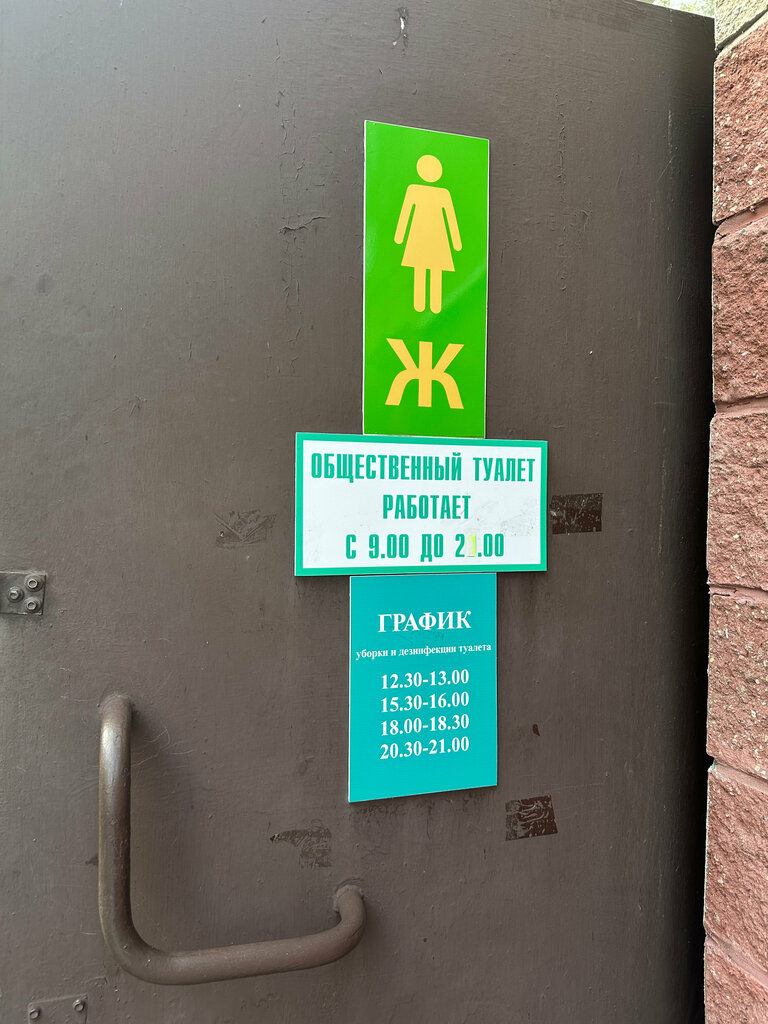 Ж
ОБЩЕСТВЕННЫЙ ТУАЛЕТ
РАБОТАЕТ
С 9.00 ДО 21.00
ГРАФИК
уборки и дезинфекции туалета
12.30-13.00
15.30-16.00
18.00-18.30
20.30-21.00